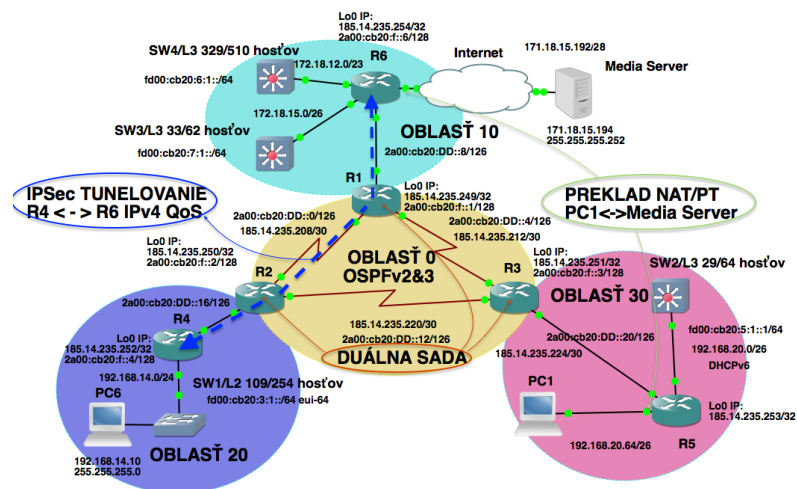 Lo0 IP:
185.14.235.254/32
2a00:cb20:f::6/128
SW4/L3 329/510 hosťov
R6
Internet
171.18.15.192/28
172.18.12.0/23
Media Server
fd00:cb20:6:1::/64
172.18.15.0/26
171.18.15.194
255.255.255.252
SW3/L3 33/62 hosťov
OBLASŤ 10
fd00:cb20:7:1::/64
2a00:cb20:DD::8/126
R1
IPSec TUNELOVANIE
R4 < - > R6 IPv4 QoS
Lo0 IP:
185.14.235.249/32
2a00:cb20:f::1/128
PREKLAD NAT/PT
PC1<->Media Server
2a00:cb20:DD::0/126
185.14.235.208/30
2a00:cb20:DD::4/126
185.14.235.212/30
Lo0 IP:
185.14.235.250/32
2a00:cb20:f::2/128
OBLASŤ 0
OSPFv2&3
Lo0 IP:
185.14.235.251/32
2a00:cb20:f::3/128
R2
R3
SW2/L3 29/64 hosťov
OBLASŤ 30
2a00:cb20:DD::16/126
R4
185.14.235.220/30
2a00:cb20:DD::12/126
fd00:cb20:5:1::1/64
2a00:cb20:DD::20/126
Lo0 IP:
185.14.235.252/32
2a00:cb20:f::4/128
DUÁLNA SADA
185.14.235.224/30
192.168.20.0/26
DHCPv6
192.168.14.0/24
SW1/L2 109/254 hosťov
fd00:cb20:3:1::/64 eui-64
PC6
PC1
Lo0 IP:
185.14.235.253/32
R5
192.168.20.64/26
192.168.14.10
255.255.255.0
OBLASŤ 20